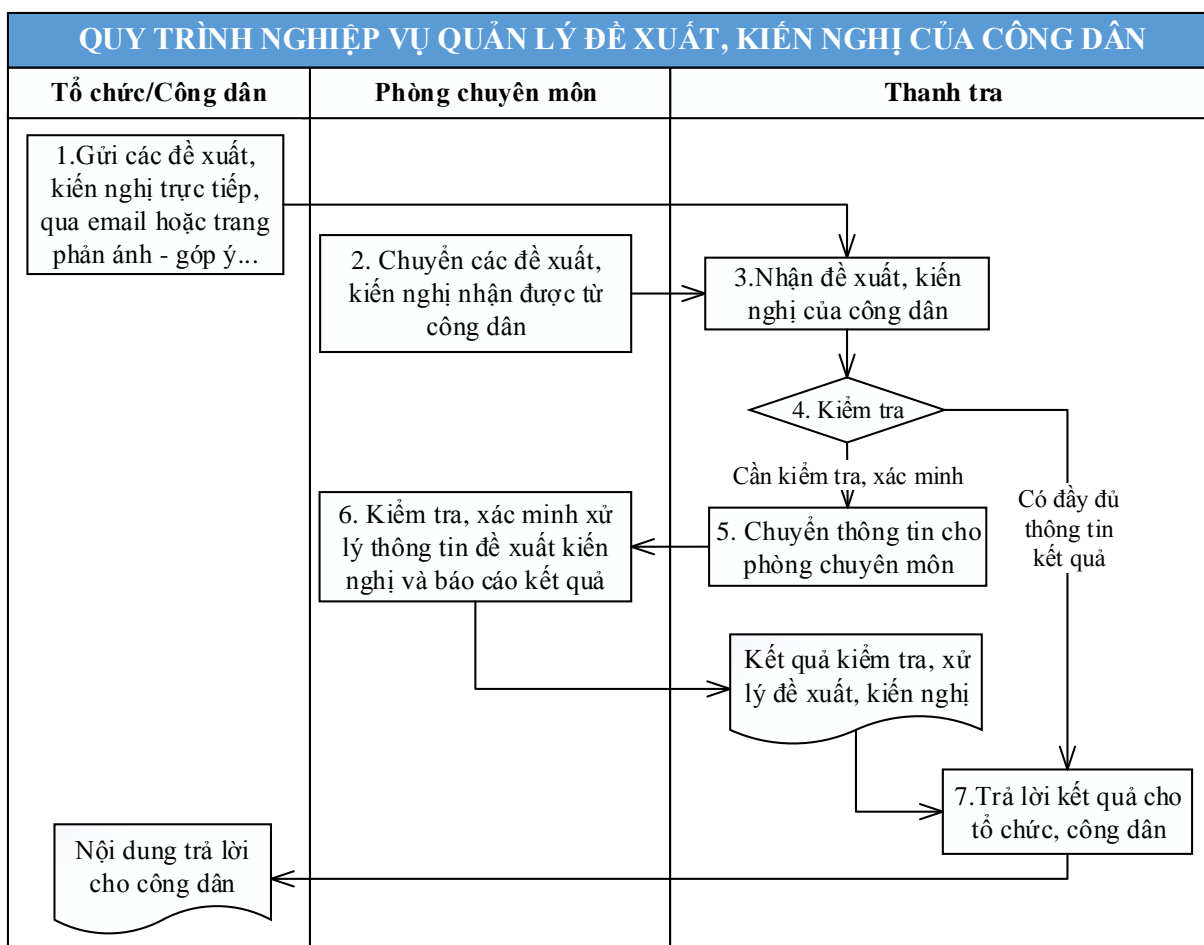 QUY TRÌNH NGHIỆP VỤ QUẢN LÝ ĐỀ XUẤT, KIẾN NGHỊ CỦA CÔNG DÂN
Tổ chức/Công dân
Phòng chuyên môn
Thanh tra
1.Gửi các đề xuất,
kiến nghị trực tiếp,
qua email hoặc trang
phản ánh - góp ý...
2. Chuyển các đề xuất,
kiến nghị nhận được từ
công dân
3.Nhận đề xuất, kiến
nghị của công dân
4. Kiểm tra
Cần kiểm tra, xác minh
Có đầy đủ
thông tin
kết quả
6. Kiểm tra, xác minh xử
lý thông tin đề xuất kiến
nghị và báo cáo kết quả
5. Chuyển thông tin cho
phòng chuyên môn
Kết quả kiểm tra, xử
lý đề xuất, kiến nghị
7.Trả lời kết quả cho
tổ chức, công dân
Nội dung trả lời
cho công dân